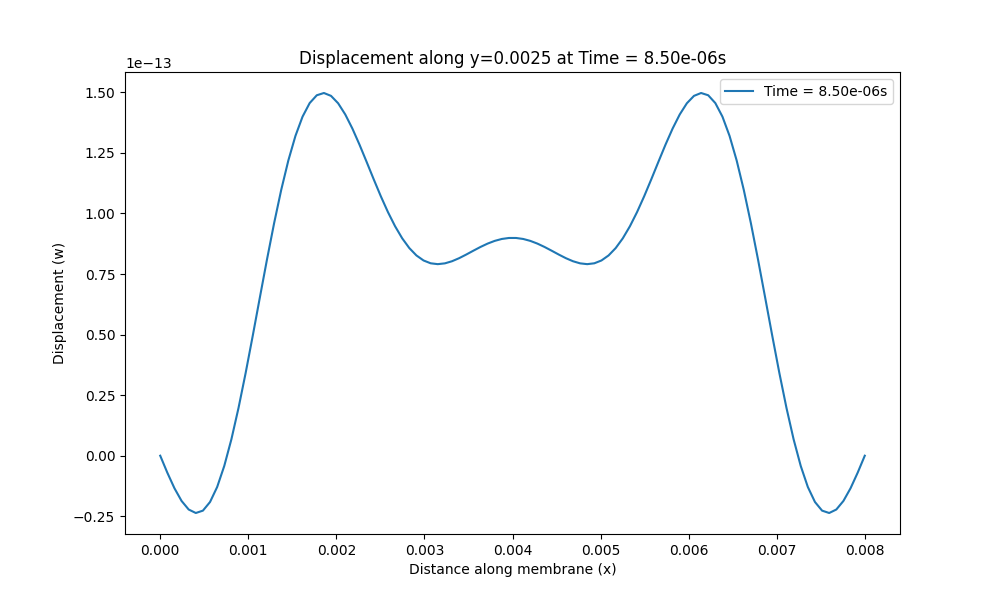 Displacement along y=0.0025 at Time = 8.50e-06s
1e−13
Time = 8.50e-06s
1.50
1.25
1.00
0.75
0.50
0.25
0.00
−0.25
Displacement (w)
0.000 0.001 0.002 0.003 0.004 0.005 0.006 0.007 0.008
Distance along membrane (x)